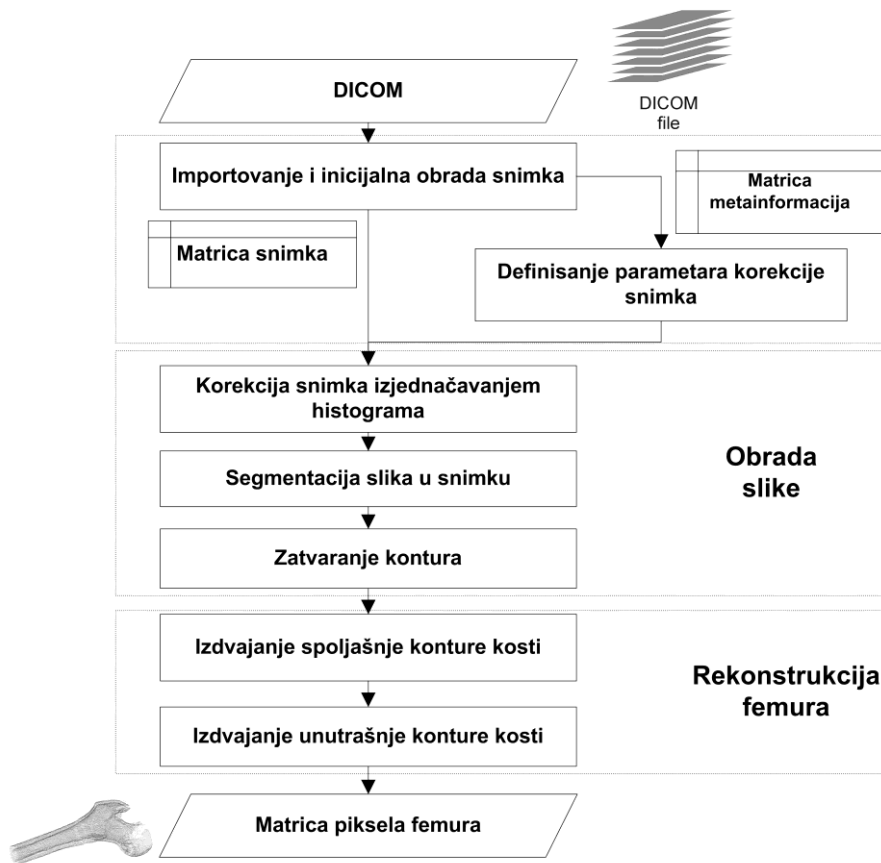 DICOM
DICOM
file
Importovanje i inicijalna obrada snimka
Matrica
metainformacija
Matrica snimka
Definisanje parametara korekcije
snimka
Korekcija snimka izjednačavanjem
histograma
Segmentacija slika u snimku
Zatvaranje kontura
Obrada
slike
Izdvajanje spoljašnje konture kosti
Izdvajanje unutrašnje konture kosti
Rekonstrukcija
femura
Matrica piksela femura